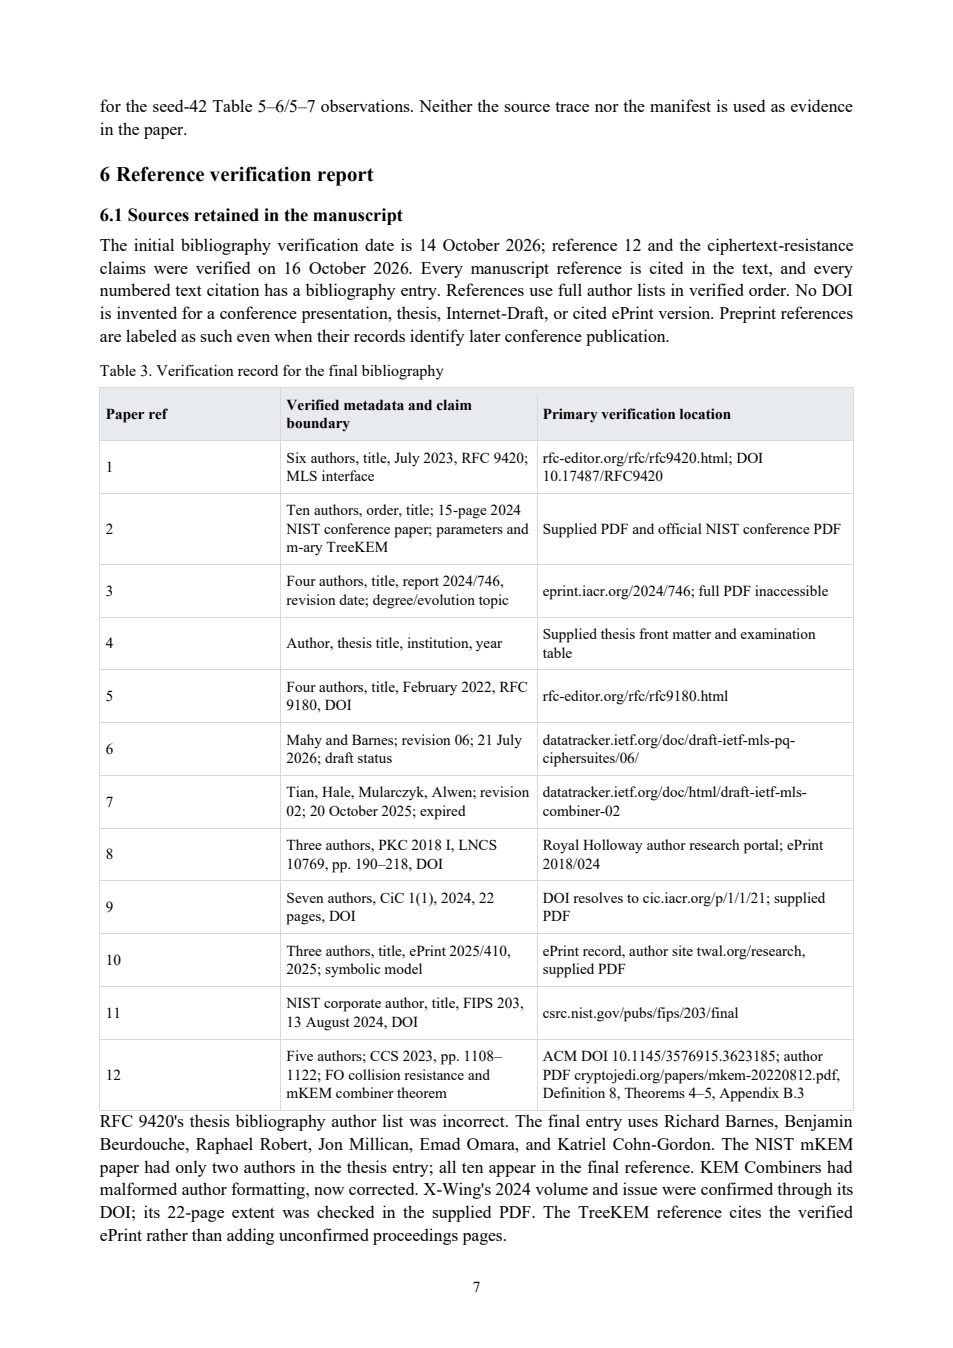 for the seed-42 Table 5–6/5–7 observations. Neither the source trace nor the manifest is used as evidence
in the paper.
6 Reference verification report
6.1 Sources retained in the manuscript
The initial bibliography verification date is 14 October 2026; reference 12 and the ciphertext-resistance
claims were verified on 16 October 2026. Every manuscript reference is cited in the text, and every
numbered text citation has a bibliography entry. References use full author lists in verified order. No DOI
is invented for a conference presentation, thesis, Internet-Draft, or cited ePrint version. Preprint references
are labeled as such even when their records identify later conference publication.
Table 3. Verification record for the final bibliography
Paper ref
Verified metadata and claim
boundary
Primary verification location
1
Six authors, title, July 2023, RFC 9420;
MLS interface
rfc-editor.org/rfc/rfc9420.html; DOI
10.17487/RFC9420
2
Ten authors, order, title; 15-page 2024
NIST conference paper; parameters and
m-ary TreeKEM
Supplied PDF and official NIST conference PDF
3
Four authors, title, report 2024/746,
revision date; degree/evolution topic
eprint.iacr.org/2024/746; full PDF inaccessible
4
Author, thesis title, institution, year
Supplied thesis front matter and examination
table
5
Four authors, title, February 2022, RFC
9180, DOI
rfc-editor.org/rfc/rfc9180.html
6
Mahy and Barnes; revision 06; 21 July
2026; draft status
datatracker.ietf.org/doc/draft-ietf-mls-pq-
ciphersuites/06/
7
Tian, Hale, Mularczyk, Alwen; revision
02; 20 October 2025; expired
datatracker.ietf.org/doc/html/draft-ietf-mls-
combiner-02
8
Three authors, PKC 2018 I, LNCS
10769, pp. 190–218, DOI
Royal Holloway author research portal; ePrint
2018/024
9
Seven authors, CiC 1(1), 2024, 22
pages, DOI
DOI resolves to cic.iacr.org/p/1/1/21; supplied
PDF
10
Three authors, title, ePrint 2025/410,
2025; symbolic model
ePrint record, author site twal.org/research,
supplied PDF
11
NIST corporate author, title, FIPS 203,
13 August 2024, DOI
csrc.nist.gov/pubs/fips/203/final
12
Five authors; CCS 2023, pp. 1108–
1122; FO collision resistance and
mKEM combiner theorem
ACM DOI 10.1145/3576915.3623185; author
PDF cryptojedi.org/papers/mkem-20220812.pdf,
Definition 8, Theorems 4–5, Appendix B.3
RFC 9420's thesis bibliography author list was incorrect. The final entry uses Richard Barnes, Benjamin
Beurdouche, Raphael Robert, Jon Millican, Emad Omara, and Katriel Cohn-Gordon. The NIST mKEM
paper had only two authors in the thesis entry; all ten appear in the final reference. KEM Combiners had
malformed author formatting, now corrected. X-Wing's 2024 volume and issue were confirmed through its
DOI; its 22-page extent was checked in the supplied PDF. The TreeKEM reference cites the verified
ePrint rather than adding unconfirmed proceedings pages.
7